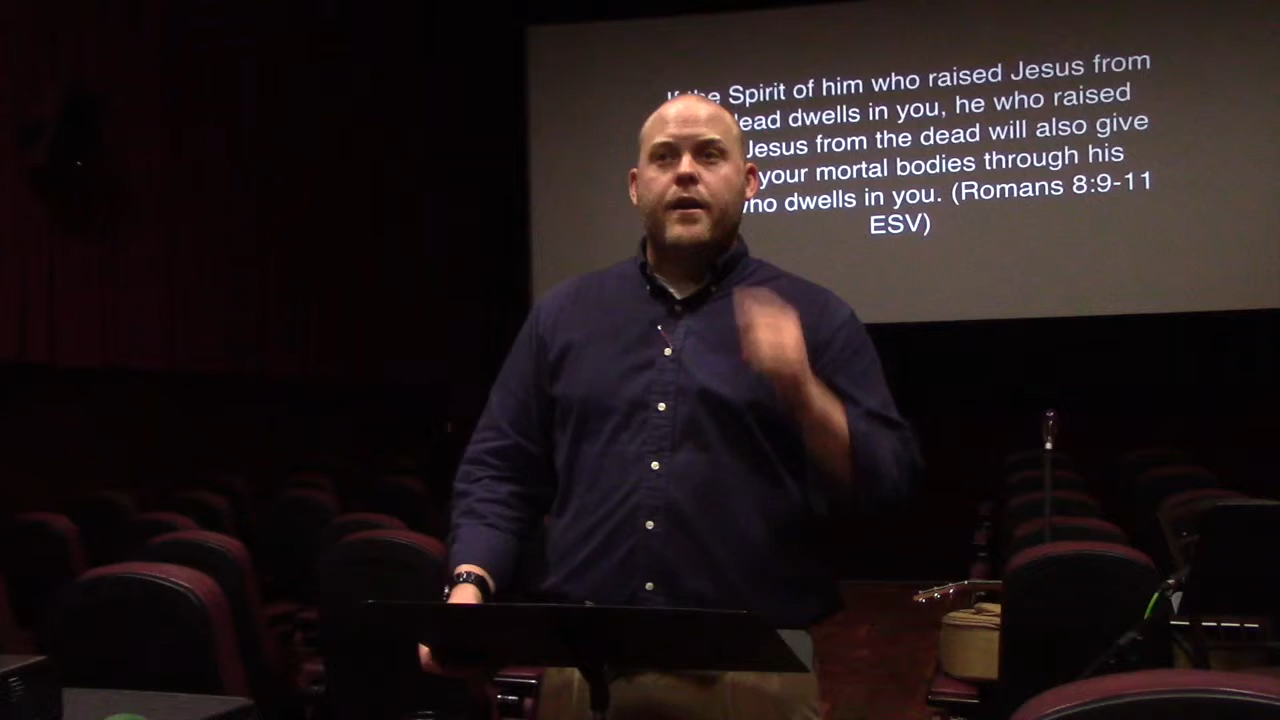 the Spirit of him who raised Jesus from
dead dwells in you, he who raised
Jesus from the dead will also give
your mortal bodies through his
who dwells in you. (Romans 8:9-11
ESV)